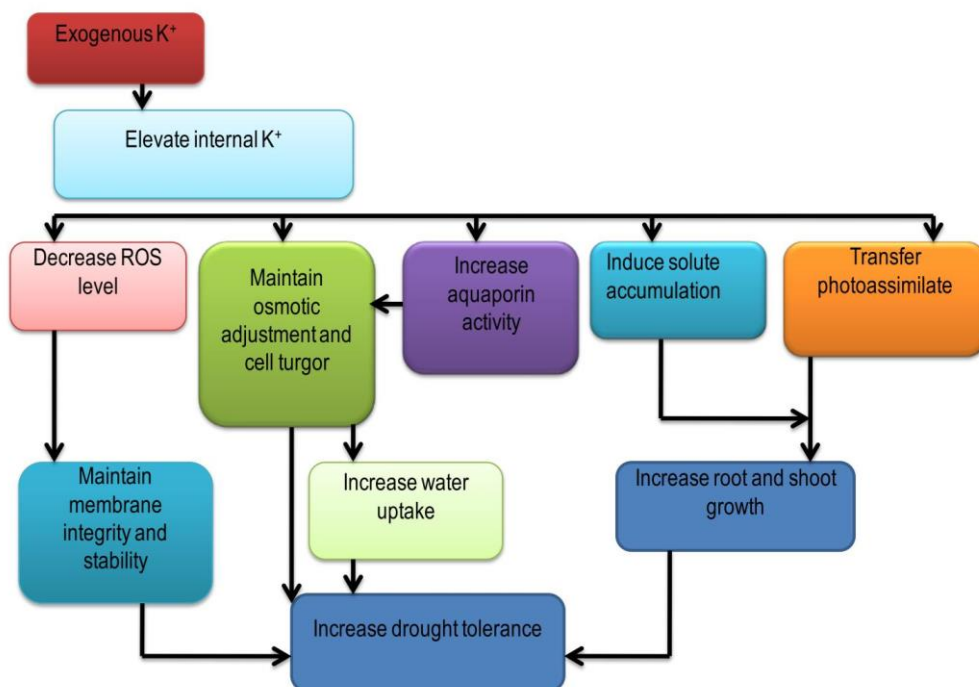 Exogenous K⁺
Elevate internal K⁺
Decrease ROS
level
Maintain
osmotic
adjustment and
cell turgor
Increase
aquaporin
activity
Induce solute
accumulation
Transfer
photoassimilate
Maintain
membrane
integrity and
stability
Increase water
uptake
Increase root and shoot
growth
Increase drought tolerance